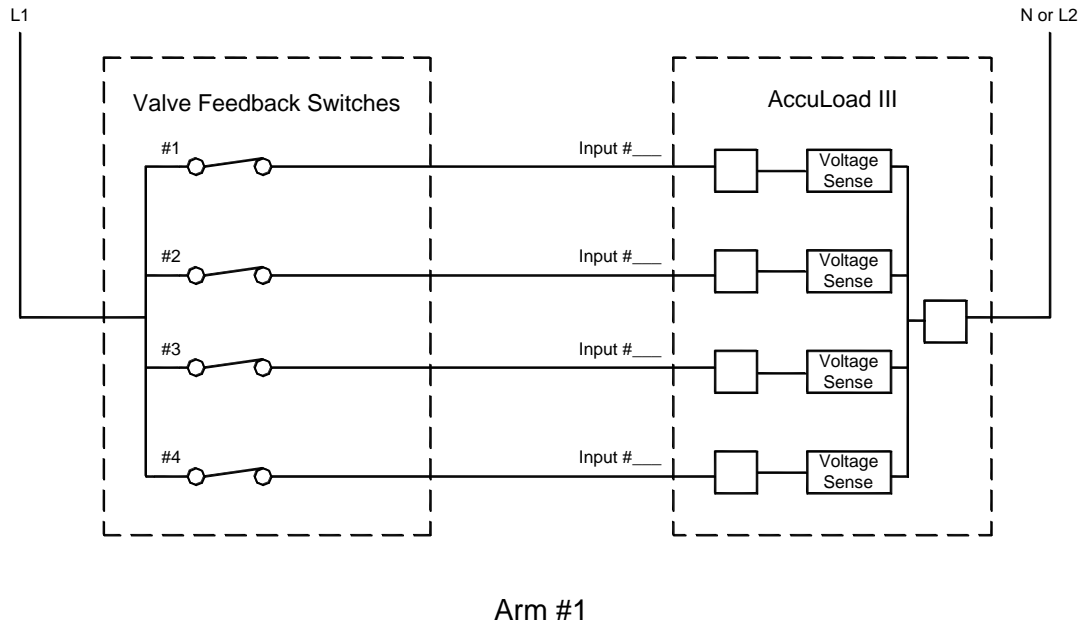 L1
N or L2
Valve Feedback Switches
AccuLoad III
#1
Input #___
Voltage
Sense
#2
Input #___
Voltage
Sense
#3
Input #___
Voltage
Sense
#4
Input #___
Voltage
Sense
Arm #1